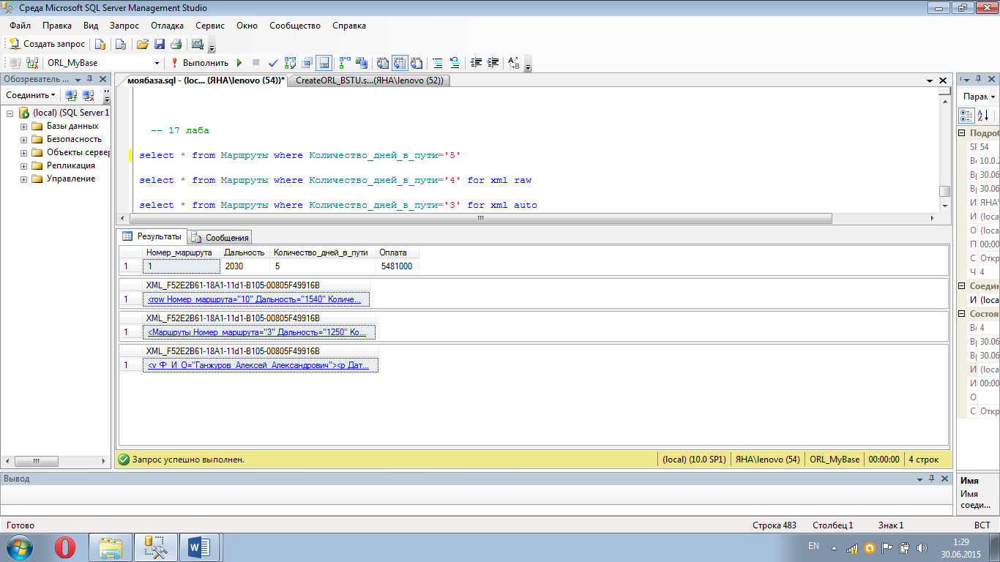 Среда Microsoft SQL Server Management Studio
Файл Правка Вид Запрос Отладка Сервис Окно Сообщество Справка
Создать запрос
ORL_MyBase Выполнить
Обозреватель ...
Соединить
(local) (SQL Server 1
Базы данных
Безопасность
Объекты сервер
Репликация
Управление
моябаза.sql - (loc... (ЯНА\lenovo (54))* CreateORL_BSTU.s...(ЯНА\lenovo (52))
-- 17 лаба
select * from Маршруты where Количество_дней_в_пути='5'
select * from Маршруты where Количество_дней_в_пути='4' for xml raw
select * from Маршруты where Количество_дней_в_пути='3' for xml auto
Результаты Сообщения
Номер_маршрута Дальность Количество_дней_в_пути Оплата
1 1 2030 5 5481000
XML_F52E2B61-18A1-11d1-B105-00805F49916B
1 <row Номер_маршрута="10" Дальность="1540" Количе...
XML_F52E2B61-18A1-11d1-B105-00805F49916B
1 <Маршруты Номер_маршрута="3" Дальность="1250" Ко...
XML_F52E2B61-18A1-11d1-B105-00805F49916B
1 <v Ф_И_О="Ганжуров Алексей Александрович"><p Дат...
Запрос успешно выполнен. (local) (10.0 SP1) ЯНА\lenovo (54) ORL_MyBase 00:00:00 4 строк
Парам
Подроб
SF 54
Ве 10.0.2
Вр 30.06
Вр 30.06
И ЯНА\
И (loca
О (loca
П 00:00
С Откр
Ч 4
Соедин
И (loca
Состоя
Ве 4
Вр 30.06
Вр 30.06
И (loca
И 00:00
О
С Откр
Имя
Имя
соеди...
Вывод
Готово Строка 483 Столбец 1 Знак 1 ВСТ
EN 1:29
30.06.2015